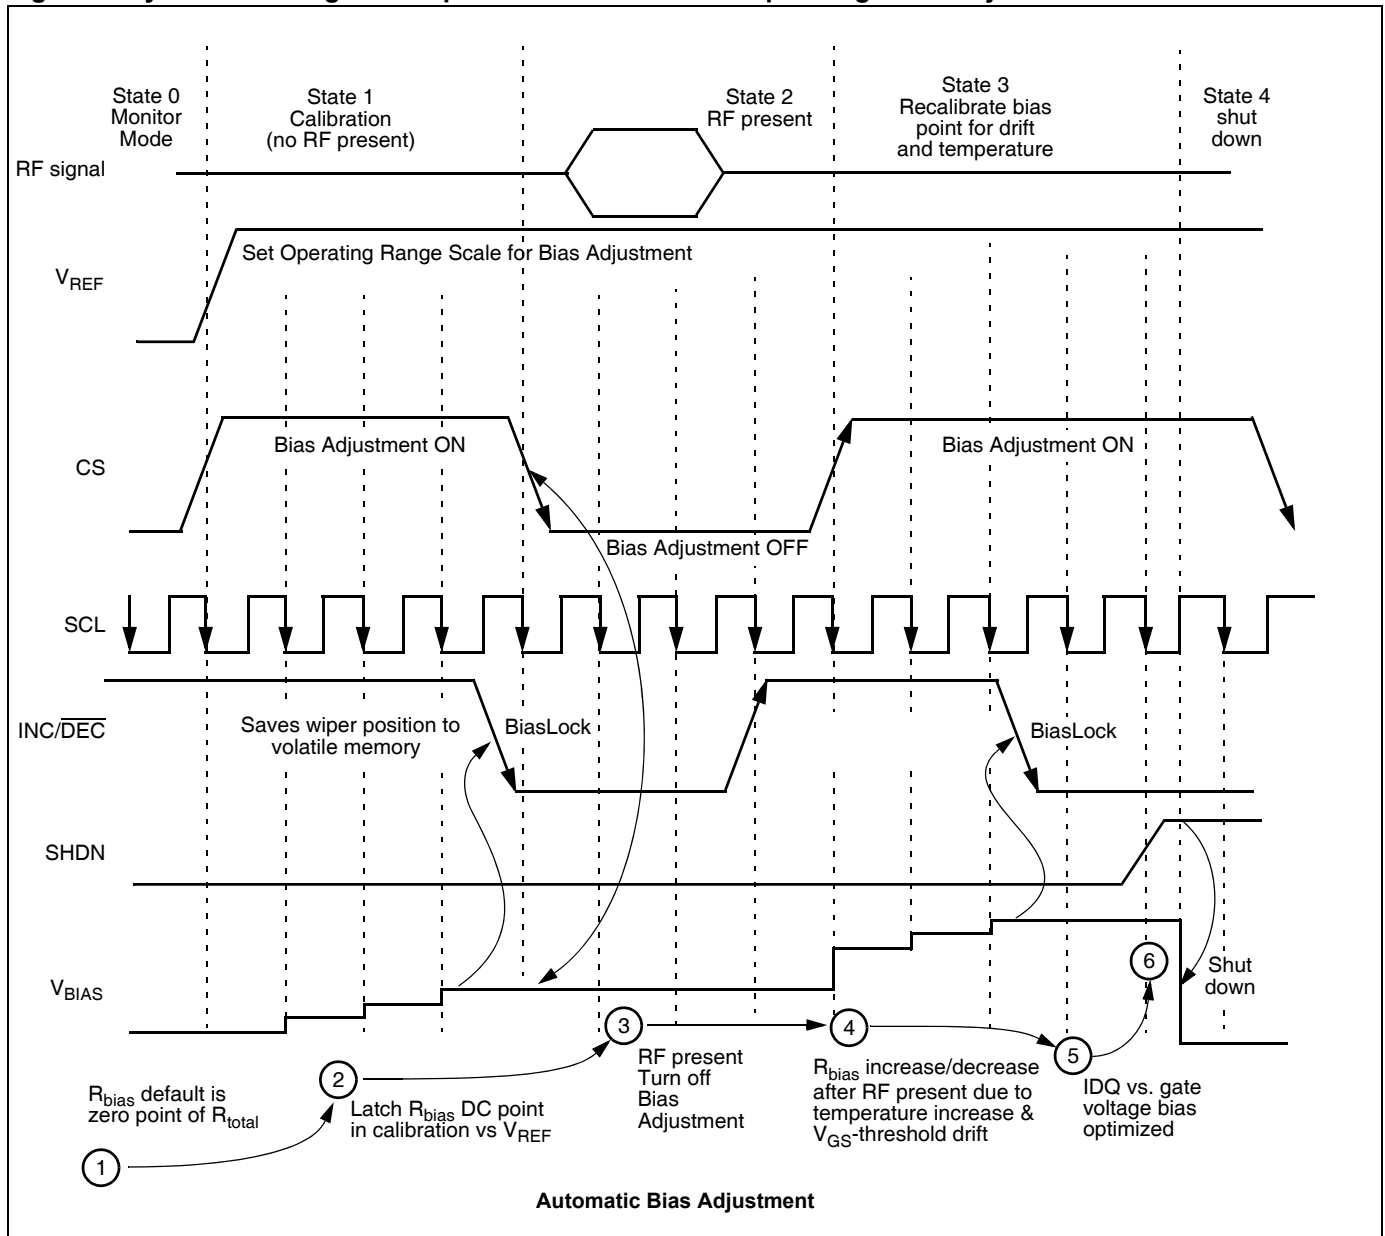 State 0
Monitor
Mode
State 1
Calibration
(no RF present)
State 2
RF present
State 3
Recalibrate bias
point for drift
and temperature
State 4
shut
down
RF signal
Set Operating Range Scale for Bias Adjustment
VREF
Bias Adjustment ON
Bias Adjustment ON
CS
Bias Adjustment OFF
SCL
INC/DEC
Saves wiper position to
volatile memory
BiasLock
BiasLock
SHDN
VBIAS
6
Shut
down
3
RF present
Turn off
Bias
Adjustment
4
Rbias increase/decrease
after RF present due to
temperature increase &
VGS-threshold drift
5
IDQ vs. gate
voltage bias
optimized
2
Latch Rbias DC point
in calibration vs VREF
Rbias default is
zero point of Rtotal
1
Automatic Bias Adjustment